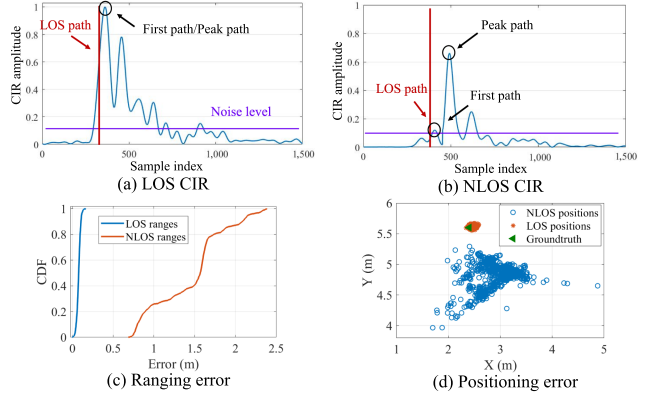 CIR amplitude
1
0.8
0.6
0.4
0.2
0
LOS path
First path/Peak path
Noise level
0
500
1,000
1,500
Sample index
(a) LOS CIR
CIR amplitude
1
0.8
0.6
0.4
0.2
0
Peak path
LOS path
First path
0
500
1,000
1,500
Sample index
(b) NLOS CIR
CDF
1
0.8
0.6
0.4
0.2
0
LOS ranges
NLOS ranges
0
0.5
1
1.5
2
2.5
Error (m)
(c) Ranging error
Y (m)
6
5.5
5
4.5
4
NLOS positions
LOS positions
Groundtruth
1
2
3
4
5
X (m)
(d) Positioning error